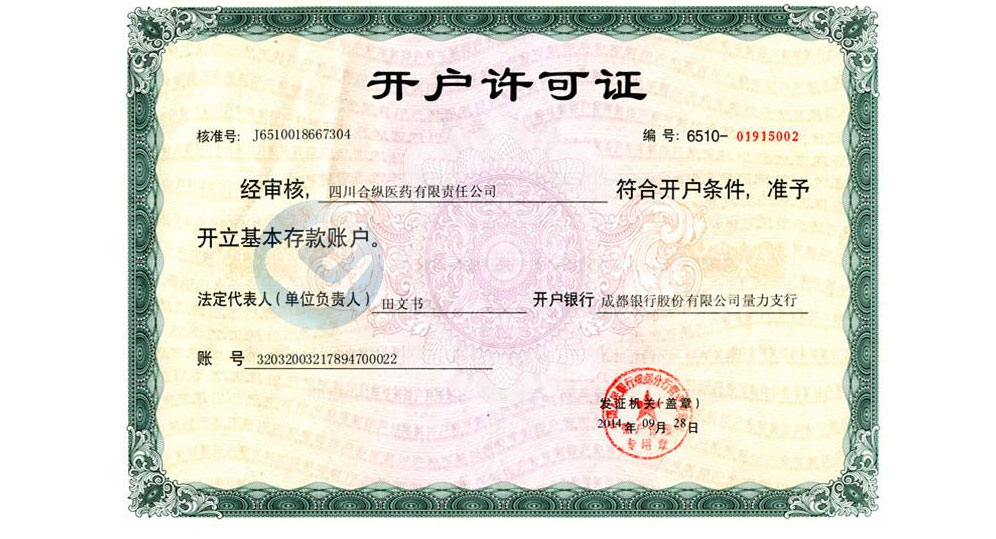 开户许可证
核准号: J6510018667304 编 号: 6510- 01915002
经审核, 四川合纵医药有限责任公司 符合开户条件, 准予
开立基本存款账户。
法定代表人(单位负责人) 田文书 开户银行 成都银行股份有限公司量力支行
账 号 32032003217894700022
发证机关(盖章)
2014年 09月 28日
专用章